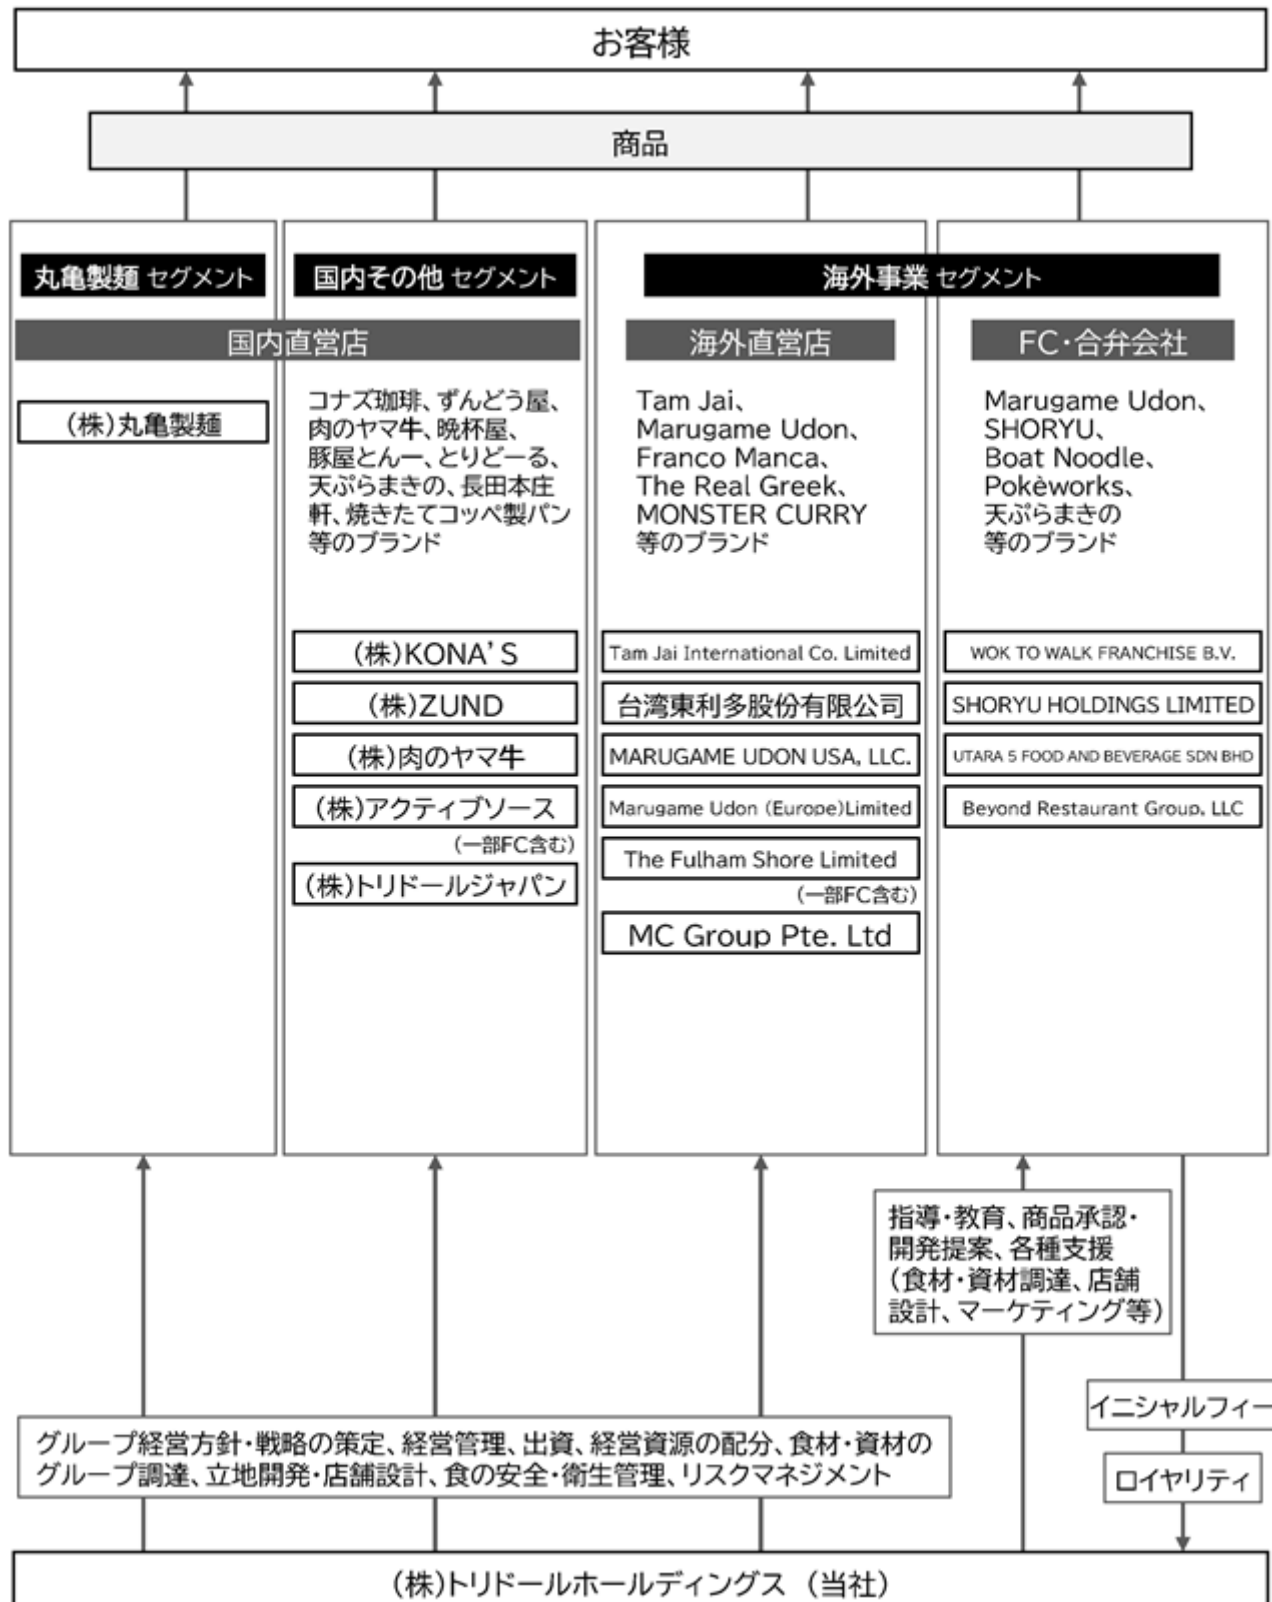 お客様
商品
丸亀製麺 セグメント
国内その他 セグメント
海外事業 セグメント
国内直営店
海外直営店
FC・合弁会社
(株)丸亀製麺
コナズ珈琲、ずんどう屋、
肉のヤマ牛、晩杯屋、
豚屋とん一、とりどーる、
天ぷらまきの、長田本庄
軒、焼きたてコッペ製パン
等のブランド
(株)KONA'S
(株)ZUND
(株)肉のヤマ牛
(株)アクティブソース
(一部FC含む)
(株)トリドールジャパン
Tam Jai、
Marugame Udon、
Franco Manca、
The Real Greek、
MONSTER CURRY
等のブランド
Tam Jai International Co. Limited
台湾東利多股份有限公司
MARUGAME UDON USA, LLC.
Marugame Udon (Europe)Limited
The Fulham Shore Limited
(一部FC含む)
MC Group Pte. Ltd
Marugame Udon、
SHORYU、
Boat Noodle、
Pokèworks、
天ぷらまきの
等のブランド
WOK TO WALK FRANCHISE B.V.
SHORYU HOLDINGS LIMITED
UTARA 5 FOOD AND BEVERAGE SDN BHD
Beyond Restaurant Group, LLC
指導・教育、商品承認・
開発提案、各種支援
(食材・資材調達、店舗
設計、マーケティング等)
イニシャルフィー
ロイヤリティ
グループ経営方針・戦略の策定、経営管理、出資、経営資源の配分、食材・資材の
グループ調達、立地開発・店舗設計、食の安全・衛生管理、リスクマネジメント
(株)トリドールホールディングス (当社)